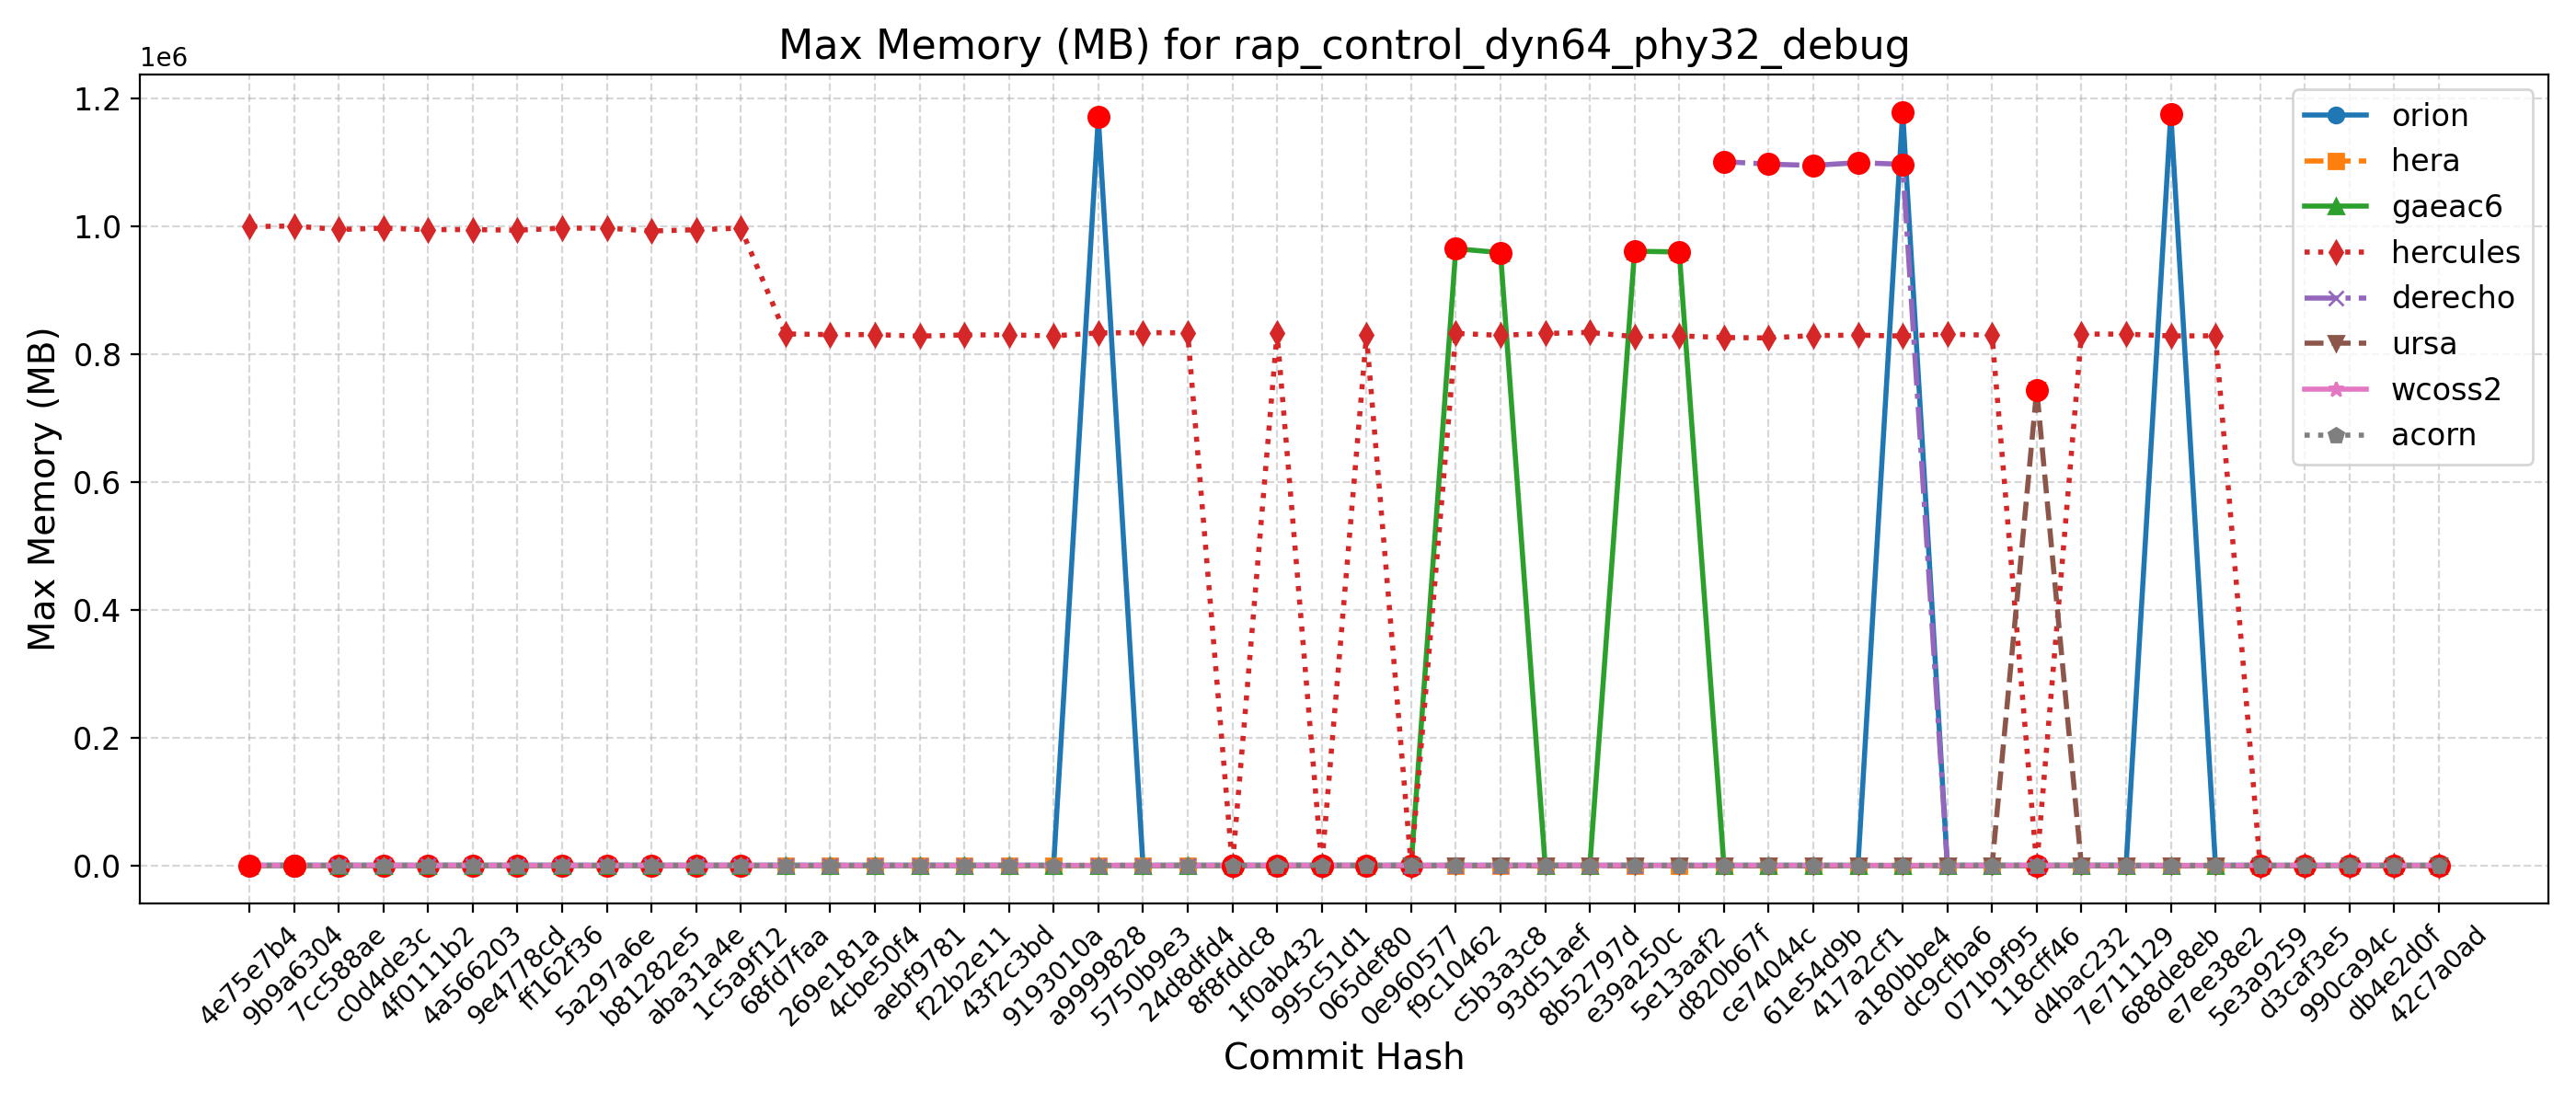 Max Memory (MB) for rap_control_dyn64_phy32_debug
1e6
1.2
1.0
0.8
0.6
0.4
0.2
0.0
Max Memory (MB)
orion
hera
gaeac6
hercules
derecho
ursa
wcoss2
acorn
4e75e7b4
9b9a6304
7cc588ae
c0d4de3c
4f0111b2
4a566203
9e4778cd
ff162f36
5a297a6e
b81282e5
aba31a4e
1c5a9f12
68fd7faa
269e181a
4cbe50f4
aebf9781
f22b2e11
43f2c3bd
9193010a
a9999828
5750b9e3
24d8dfd4
8f8fddc8
1f0ab432
995c51d1
065def80
0e960577
f9c10462
c5b3a3c8
93d51aef
8b52797d
e39a250c
5e13aaf2
d820b67f
ce74044c
61e54d9b
417a2cf1
a180bbe4
dc9cfba6
071b9f95
118cff46
d4bac232
7e711129
688de8eb
e7ee38e2
5e3a9259
d3caf3e5
990ca94c
db4e2d0f
42c7a0ad
Commit Hash